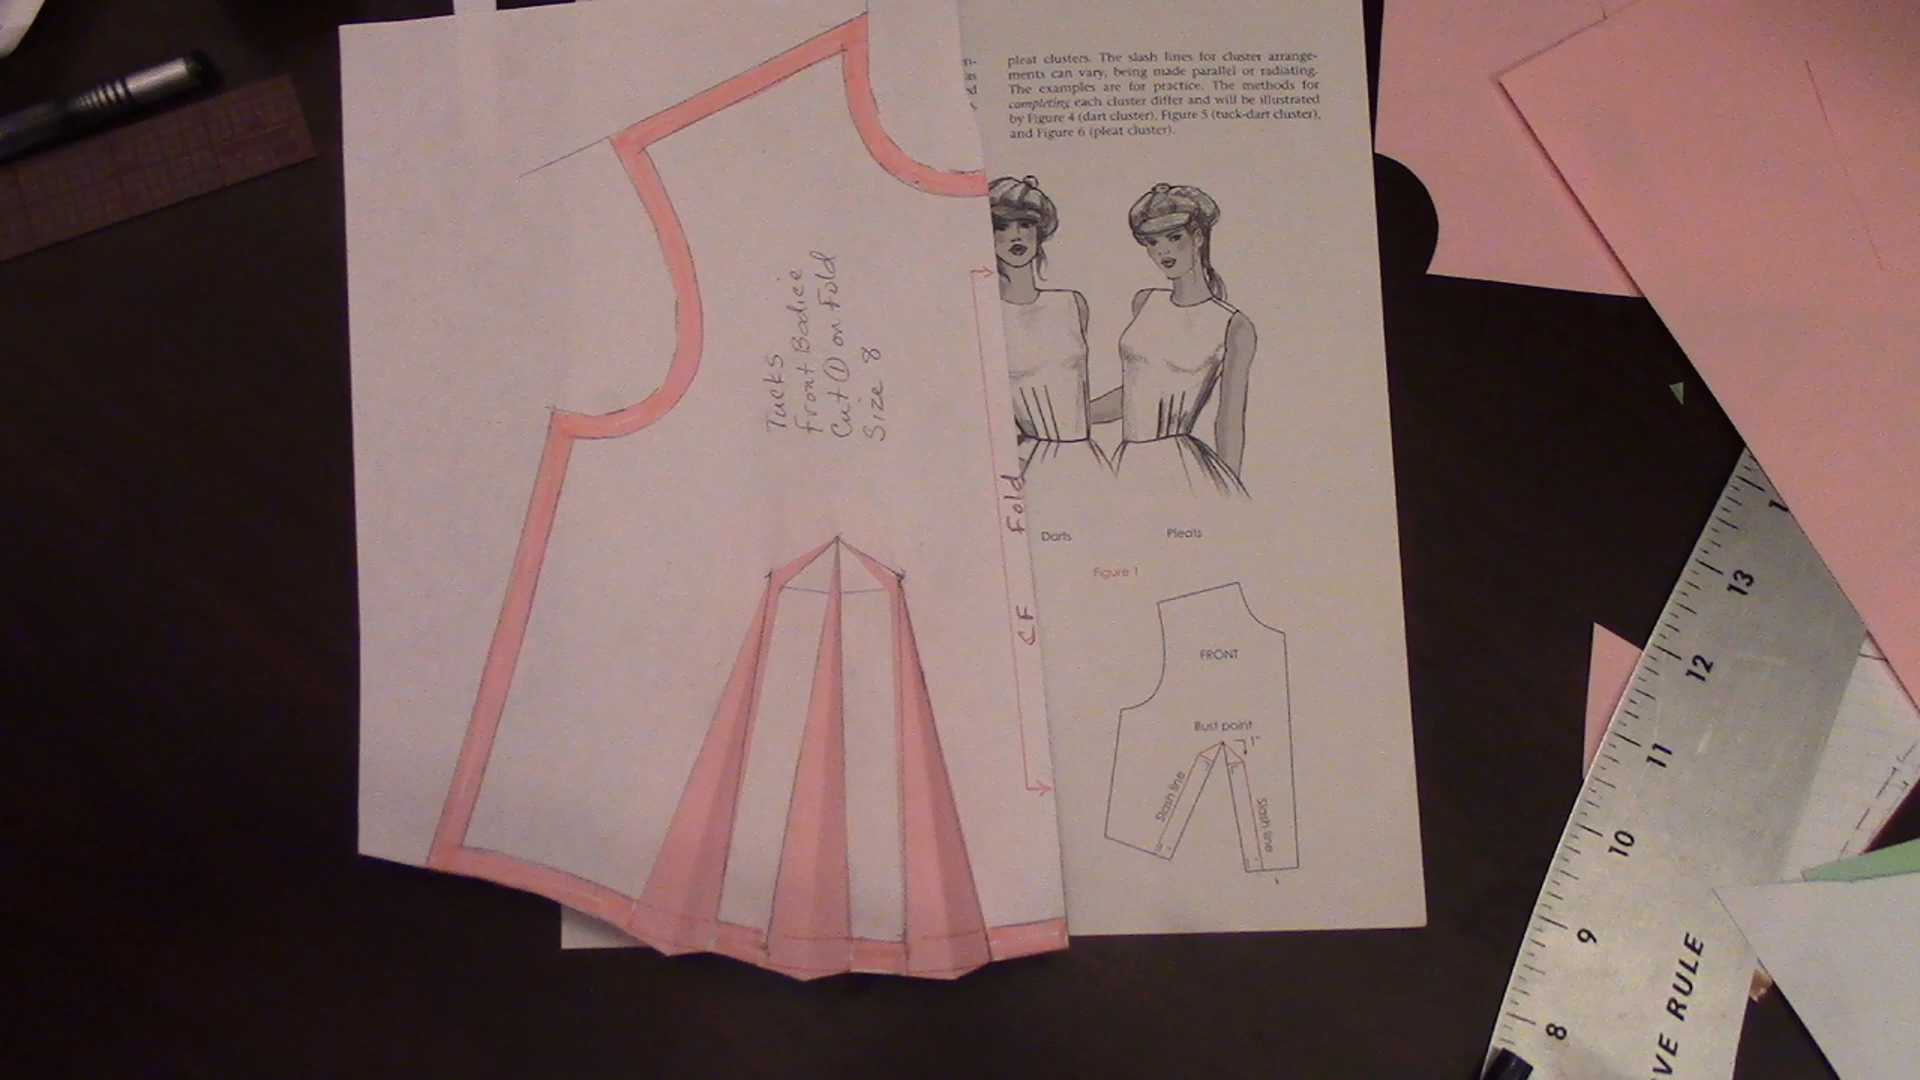 pleat clusters. The slash lines for cluster arrange-
ments can vary, being made parallel or radiating.
The examples are for practice. The methods for
completing each cluster differ and will be illustrated
by Figure 4 (dart cluster), Figure 5 (tuck-dart cluster),
and Figure 6 (pleat cluster).
Tucks
Front Bodice
Cut 1 on Fold
Size 8
CF Fold
Darts
Pleats
Figure 1
FRONT
Bust point
1"
Slash line
Slash line
13
12
11
10
9
8
VE RULE